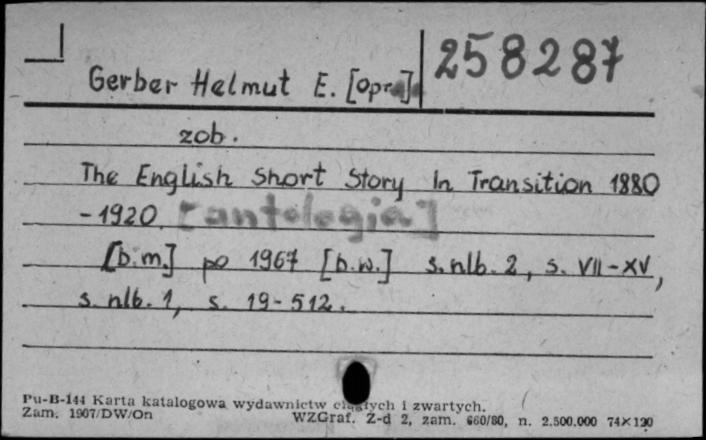 258287
Gerber Helmut E. [opr.]
zob.
The English Short Story In Transition 1880
-1920. [antologia]
[b.m.] po 1967 [b.w.] s. nlb. 2, s. VII-XV,
s. nlb. 1, s. 19-512.
Pu-B-144 Karta katalogowa wydawnictw ciągłych i zwartych.
Zam. 1907/DW/On WZGraf. Z-d 2, zam. 660/80, n. 2.500.000 74×120